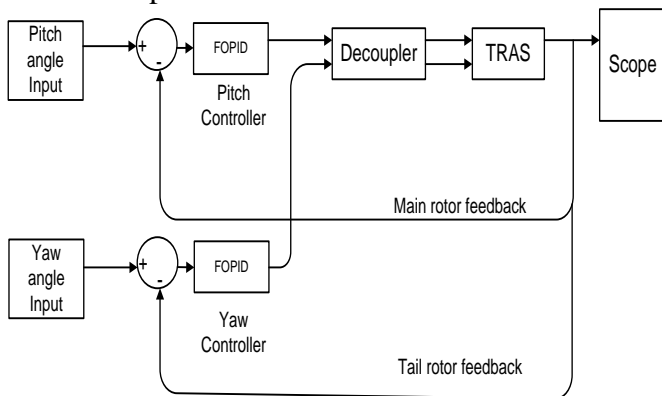 Pitch
angle
Input
+
-
FOPID
Pitch
Controller
Decoupler
TRAS
Scope
Main rotor feedback
Yaw
angle
Input
+
-
FOPID
Yaw
Controller
Tail rotor feedback